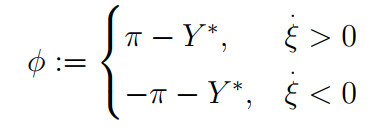 ϕ := { π − Y*, ξ̇ > 0
−π − Y*, ξ̇ < 0